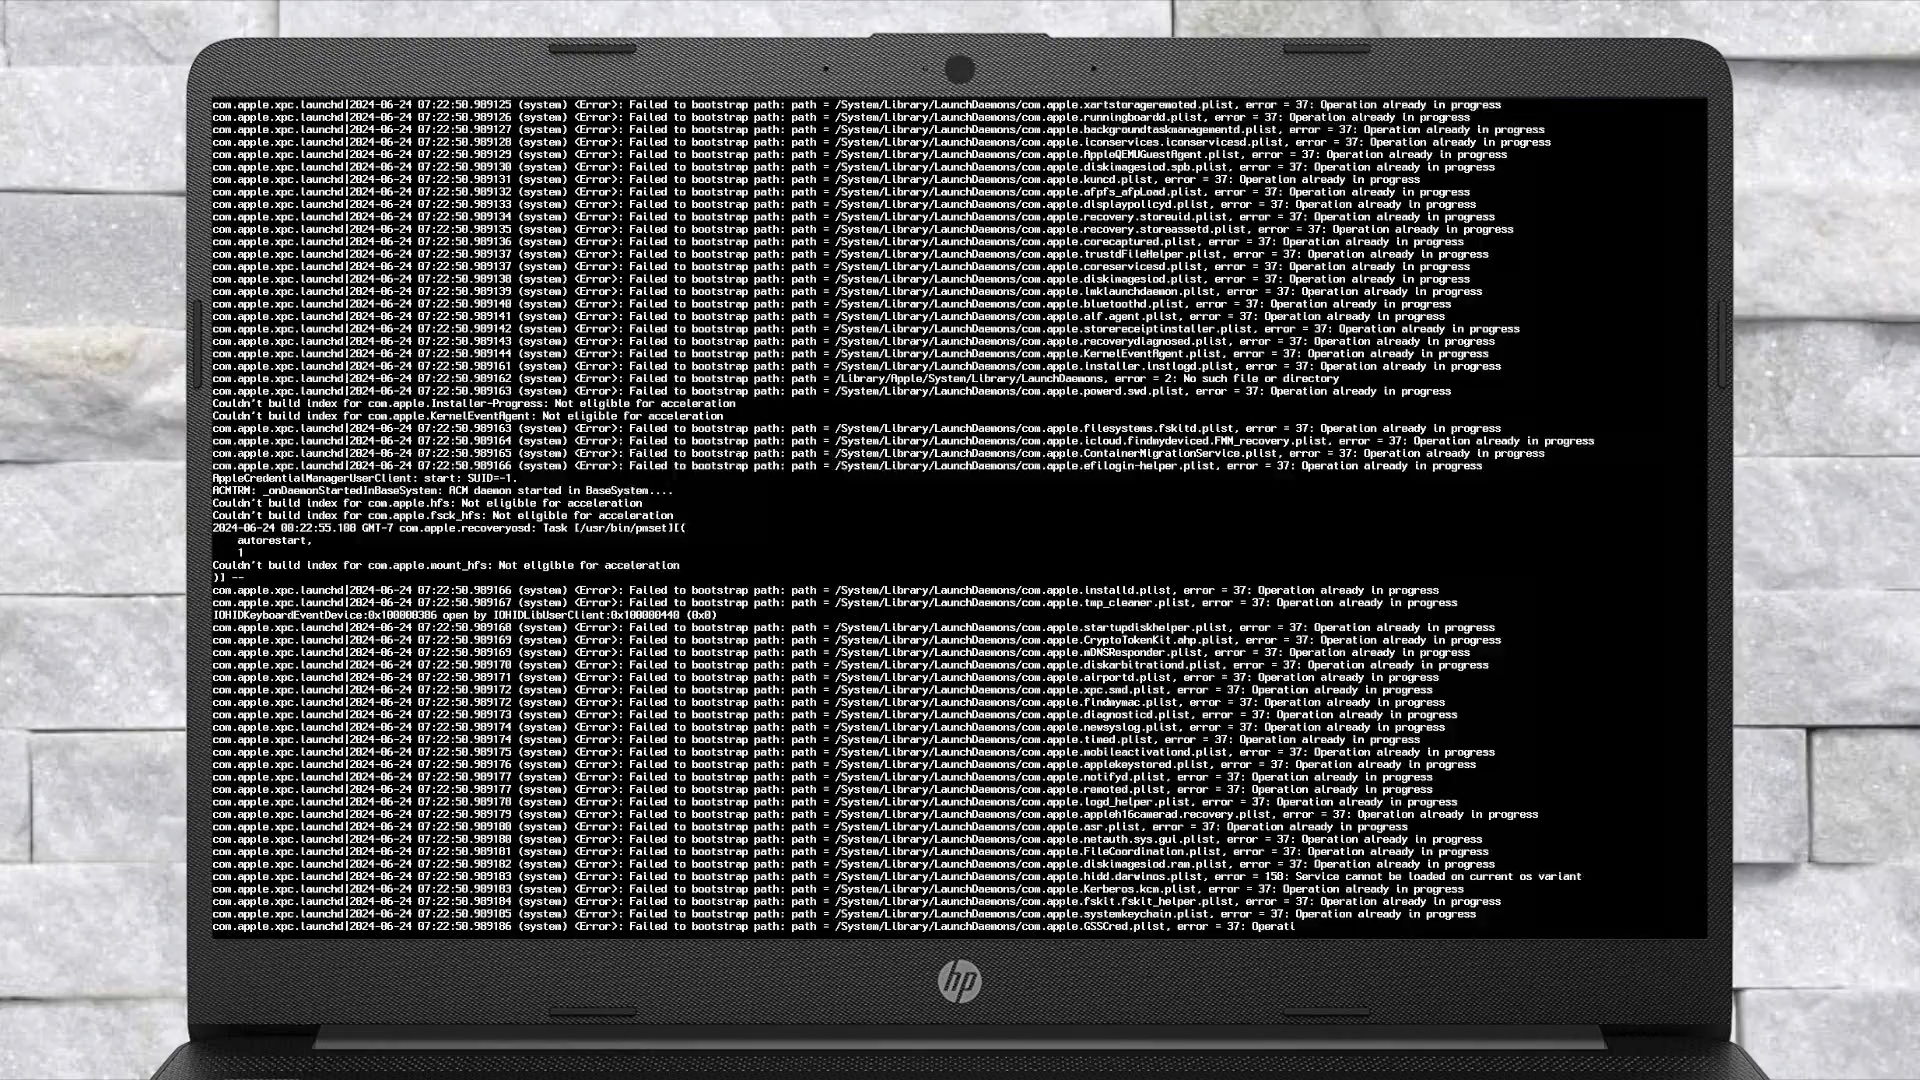 com.apple.xpc.launchd|2024-06-24 07:22:50.989125 (system) <Error>: Failed to bootstrap path: path = /System/Library/LaunchDaemons/com.apple.xartstorageremoted.plist, error = 37: Operation already in progress
com.apple.xpc.launchd|2024-06-24 07:22:50.989126 (system) <Error>: Failed to bootstrap path: path = /System/Library/LaunchDaemons/com.apple.runningboardd.plist, error = 37: Operation already in progress
com.apple.xpc.launchd|2024-06-24 07:22:50.989127 (system) <Error>: Failed to bootstrap path: path = /System/Library/LaunchDaemons/com.apple.backgroundtaskmanagementd.plist, error = 37: Operation already in progress
com.apple.xpc.launchd|2024-06-24 07:22:50.989128 (system) <Error>: Failed to bootstrap path: path = /System/Library/LaunchDaemons/com.apple.iconservices.iconservicesd.plist, error = 37: Operation already in progress
com.apple.xpc.launchd|2024-06-24 07:22:50.989129 (system) <Error>: Failed to bootstrap path: path = /System/Library/LaunchDaemons/com.apple.AppleQEMUGuestAgent.plist, error = 37: Operation already in progress
com.apple.xpc.launchd|2024-06-24 07:22:50.989130 (system) <Error>: Failed to bootstrap path: path = /System/Library/LaunchDaemons/com.apple.diskimagesiod.spb.plist, error = 37: Operation already in progress
com.apple.xpc.launchd|2024-06-24 07:22:50.989131 (system) <Error>: Failed to bootstrap path: path = /System/Library/LaunchDaemons/com.apple.kuncd.plist, error = 37: Operation already in progress
com.apple.xpc.launchd|2024-06-24 07:22:50.989132 (system) <Error>: Failed to bootstrap path: path = /System/Library/LaunchDaemons/com.apple.afpfs_afpLoad.plist, error = 37: Operation already in progress
com.apple.xpc.launchd|2024-06-24 07:22:50.989133 (system) <Error>: Failed to bootstrap path: path = /System/Library/LaunchDaemons/com.apple.displaypolicyd.plist, error = 37: Operation already in progress
com.apple.xpc.launchd|2024-06-24 07:22:50.989134 (system) <Error>: Failed to bootstrap path: path = /System/Library/LaunchDaemons/com.apple.recovery.storeuid.plist, error = 37: Operation already in progress
com.apple.xpc.launchd|2024-06-24 07:22:50.989135 (system) <Error>: Failed to bootstrap path: path = /System/Library/LaunchDaemons/com.apple.recovery.storeassetd.plist, error = 37: Operation already in progress
com.apple.xpc.launchd|2024-06-24 07:22:50.989136 (system) <Error>: Failed to bootstrap path: path = /System/Library/LaunchDaemons/com.apple.corecaptured.plist, error = 37: Operation already in progress
com.apple.xpc.launchd|2024-06-24 07:22:50.989137 (system) <Error>: Failed to bootstrap path: path = /System/Library/LaunchDaemons/com.apple.trustdFileHelper.plist, error = 37: Operation already in progress
com.apple.xpc.launchd|2024-06-24 07:22:50.989137 (system) <Error>: Failed to bootstrap path: path = /System/Library/LaunchDaemons/com.apple.coreservicesd.plist, error = 37: Operation already in progress
com.apple.xpc.launchd|2024-06-24 07:22:50.989138 (system) <Error>: Failed to bootstrap path: path = /System/Library/LaunchDaemons/com.apple.diskimagesiod.plist, error = 37: Operation already in progress
com.apple.xpc.launchd|2024-06-24 07:22:50.989139 (system) <Error>: Failed to bootstrap path: path = /System/Library/LaunchDaemons/com.apple.imklaunchdaemon.plist, error = 37: Operation already in progress
com.apple.xpc.launchd|2024-06-24 07:22:50.989140 (system) <Error>: Failed to bootstrap path: path = /System/Library/LaunchDaemons/com.apple.bluetoothd.plist, error = 37: Operation already in progress
com.apple.xpc.launchd|2024-06-24 07:22:50.989141 (system) <Error>: Failed to bootstrap path: path = /System/Library/LaunchDaemons/com.apple.alf.agent.plist, error = 37: Operation already in progress
com.apple.xpc.launchd|2024-06-24 07:22:50.989142 (system) <Error>: Failed to bootstrap path: path = /System/Library/LaunchDaemons/com.apple.storereceiptinstaller.plist, error = 37: Operation already in progress
com.apple.xpc.launchd|2024-06-24 07:22:50.989143 (system) <Error>: Failed to bootstrap path: path = /System/Library/LaunchDaemons/com.apple.recoverydiagnosed.plist, error = 37: Operation already in progress
com.apple.xpc.launchd|2024-06-24 07:22:50.989144 (system) <Error>: Failed to bootstrap path: path = /System/Library/LaunchDaemons/com.apple.KernelEventAgent.plist, error = 37: Operation already in progress
com.apple.xpc.launchd|2024-06-24 07:22:50.989161 (system) <Error>: Failed to bootstrap path: path = /System/Library/LaunchDaemons/com.apple.installer.instlogd.plist, error = 37: Operation already in progress
com.apple.xpc.launchd|2024-06-24 07:22:50.989162 (system) <Error>: Failed to bootstrap path: path = /Library/Apple/System/Library/LaunchDaemons, error = 2: No such file or directory
com.apple.xpc.launchd|2024-06-24 07:22:50.989163 (system) <Error>: Failed to bootstrap path: path = /System/Library/LaunchDaemons/com.apple.powerd.swd.plist, error = 37: Operation already in progress
Couldn't build index for com.apple.Installer-Progress: Not eligible for acceleration
Couldn't build index for com.apple.KernelEventAgent: Not eligible for acceleration
com.apple.xpc.launchd|2024-06-24 07:22:50.989163 (system) <Error>: Failed to bootstrap path: path = /System/Library/LaunchDaemons/com.apple.filesystems.fskitd.plist, error = 37: Operation already in progress
com.apple.xpc.launchd|2024-06-24 07:22:50.989164 (system) <Error>: Failed to bootstrap path: path = /System/Library/LaunchDaemons/com.apple.icloud.findmydeviced.FMM_recovery.plist, error = 37: Operation already in progress
com.apple.xpc.launchd|2024-06-24 07:22:50.989165 (system) <Error>: Failed to bootstrap path: path = /System/Library/LaunchDaemons/com.apple.ContainerMigrationService.plist, error = 37: Operation already in progress
com.apple.xpc.launchd|2024-06-24 07:22:50.989166 (system) <Error>: Failed to bootstrap path: path = /System/Library/LaunchDaemons/com.apple.efilogin-helper.plist, error = 37: Operation already in progress
AppleCredentialManagerUserClient: start: SUID=-1.
ACMTRM: _onDaemonStartedInBaseSystem: ACM daemon started in BaseSystem....
Couldn't build index for com.apple.hfs: Not eligible for acceleration
Couldn't build index for com.apple.fsck_hfs: Not eligible for acceleration
2024-06-24 00:22:55.108 GMT-7 com.apple.recoveryosd: Task [/usr/bin/pmset][(
autorestart,
1
Couldn't build index for com.apple.mount_hfs: Not eligible for acceleration
)] --
com.apple.xpc.launchd|2024-06-24 07:22:50.989166 (system) <Error>: Failed to bootstrap path: path = /System/Library/LaunchDaemons/com.apple.installd.plist, error = 37: Operation already in progress
com.apple.xpc.launchd|2024-06-24 07:22:50.989167 (system) <Error>: Failed to bootstrap path: path = /System/Library/LaunchDaemons/com.apple.tmp_cleaner.plist, error = 37: Operation already in progress
IOHIDKeyboardEventDevice:0x100000386 open by IOHIDLibUserClient:0x100000440 (0x0)
com.apple.xpc.launchd|2024-06-24 07:22:50.989168 (system) <Error>: Failed to bootstrap path: path = /System/Library/LaunchDaemons/com.apple.startupdiskhelper.plist, error = 37: Operation already in progress
com.apple.xpc.launchd|2024-06-24 07:22:50.989169 (system) <Error>: Failed to bootstrap path: path = /System/Library/LaunchDaemons/com.apple.CryptoTokenKit.ahp.plist, error = 37: Operation already in progress
com.apple.xpc.launchd|2024-06-24 07:22:50.989169 (system) <Error>: Failed to bootstrap path: path = /System/Library/LaunchDaemons/com.apple.mDNSResponder.plist, error = 37: Operation already in progress
com.apple.xpc.launchd|2024-06-24 07:22:50.989170 (system) <Error>: Failed to bootstrap path: path = /System/Library/LaunchDaemons/com.apple.diskarbitrationd.plist, error = 37: Operation already in progress
com.apple.xpc.launchd|2024-06-24 07:22:50.989171 (system) <Error>: Failed to bootstrap path: path = /System/Library/LaunchDaemons/com.apple.airportd.plist, error = 37: Operation already in progress
com.apple.xpc.launchd|2024-06-24 07:22:50.989172 (system) <Error>: Failed to bootstrap path: path = /System/Library/LaunchDaemons/com.apple.xpc.smd.plist, error = 37: Operation already in progress
com.apple.xpc.launchd|2024-06-24 07:22:50.989172 (system) <Error>: Failed to bootstrap path: path = /System/Library/LaunchDaemons/com.apple.findmymac.plist, error = 37: Operation already in progress
com.apple.xpc.launchd|2024-06-24 07:22:50.989173 (system) <Error>: Failed to bootstrap path: path = /System/Library/LaunchDaemons/com.apple.diagnosticd.plist, error = 37: Operation already in progress
com.apple.xpc.launchd|2024-06-24 07:22:50.989174 (system) <Error>: Failed to bootstrap path: path = /System/Library/LaunchDaemons/com.apple.newsyslog.plist, error = 37: Operation already in progress
com.apple.xpc.launchd|2024-06-24 07:22:50.989174 (system) <Error>: Failed to bootstrap path: path = /System/Library/LaunchDaemons/com.apple.timed.plist, error = 37: Operation already in progress
com.apple.xpc.launchd|2024-06-24 07:22:50.989175 (system) <Error>: Failed to bootstrap path: path = /System/Library/LaunchDaemons/com.apple.mobileactivationd.plist, error = 37: Operation already in progress
com.apple.xpc.launchd|2024-06-24 07:22:50.989176 (system) <Error>: Failed to bootstrap path: path = /System/Library/LaunchDaemons/com.apple.applekeystored.plist, error = 37: Operation already in progress
com.apple.xpc.launchd|2024-06-24 07:22:50.989177 (system) <Error>: Failed to bootstrap path: path = /System/Library/LaunchDaemons/com.apple.notifyd.plist, error = 37: Operation already in progress
com.apple.xpc.launchd|2024-06-24 07:22:50.989177 (system) <Error>: Failed to bootstrap path: path = /System/Library/LaunchDaemons/com.apple.remoted.plist, error = 37: Operation already in progress
com.apple.xpc.launchd|2024-06-24 07:22:50.989178 (system) <Error>: Failed to bootstrap path: path = /System/Library/LaunchDaemons/com.apple.logd_helper.plist, error = 37: Operation already in progress
com.apple.xpc.launchd|2024-06-24 07:22:50.989179 (system) <Error>: Failed to bootstrap path: path = /System/Library/LaunchDaemons/com.apple.appleh16camerad.recovery.plist, error = 37: Operation already in progress
com.apple.xpc.launchd|2024-06-24 07:22:50.989180 (system) <Error>: Failed to bootstrap path: path = /System/Library/LaunchDaemons/com.apple.asr.plist, error = 37: Operation already in progress
com.apple.xpc.launchd|2024-06-24 07:22:50.989180 (system) <Error>: Failed to bootstrap path: path = /System/Library/LaunchDaemons/com.apple.netauth.sys.gui.plist, error = 37: Operation already in progress
com.apple.xpc.launchd|2024-06-24 07:22:50.989181 (system) <Error>: Failed to bootstrap path: path = /System/Library/LaunchDaemons/com.apple.FileCoordination.plist, error = 37: Operation already in progress
com.apple.xpc.launchd|2024-06-24 07:22:50.989182 (system) <Error>: Failed to bootstrap path: path = /System/Library/LaunchDaemons/com.apple.diskimagesiod.ram.plist, error = 37: Operation already in progress
com.apple.xpc.launchd|2024-06-24 07:22:50.989183 (system) <Error>: Failed to bootstrap path: path = /System/Library/LaunchDaemons/com.apple.hidd.darwinos.plist, error = 158: Service cannot be loaded on current os variant
com.apple.xpc.launchd|2024-06-24 07:22:50.989183 (system) <Error>: Failed to bootstrap path: path = /System/Library/LaunchDaemons/com.apple.Kerberos.kcm.plist, error = 37: Operation already in progress
com.apple.xpc.launchd|2024-06-24 07:22:50.989184 (system) <Error>: Failed to bootstrap path: path = /System/Library/LaunchDaemons/com.apple.fskit.fskit_helper.plist, error = 37: Operation already in progress
com.apple.xpc.launchd|2024-06-24 07:22:50.989185 (system) <Error>: Failed to bootstrap path: path = /System/Library/LaunchDaemons/com.apple.systemkeychain.plist, error = 37: Operation already in progress
com.apple.xpc.launchd|2024-06-24 07:22:50.989186 (system) <Error>: Failed to bootstrap path: path = /System/Library/LaunchDaemons/com.apple.GSSCred.plist, error = 37: Operati
hp